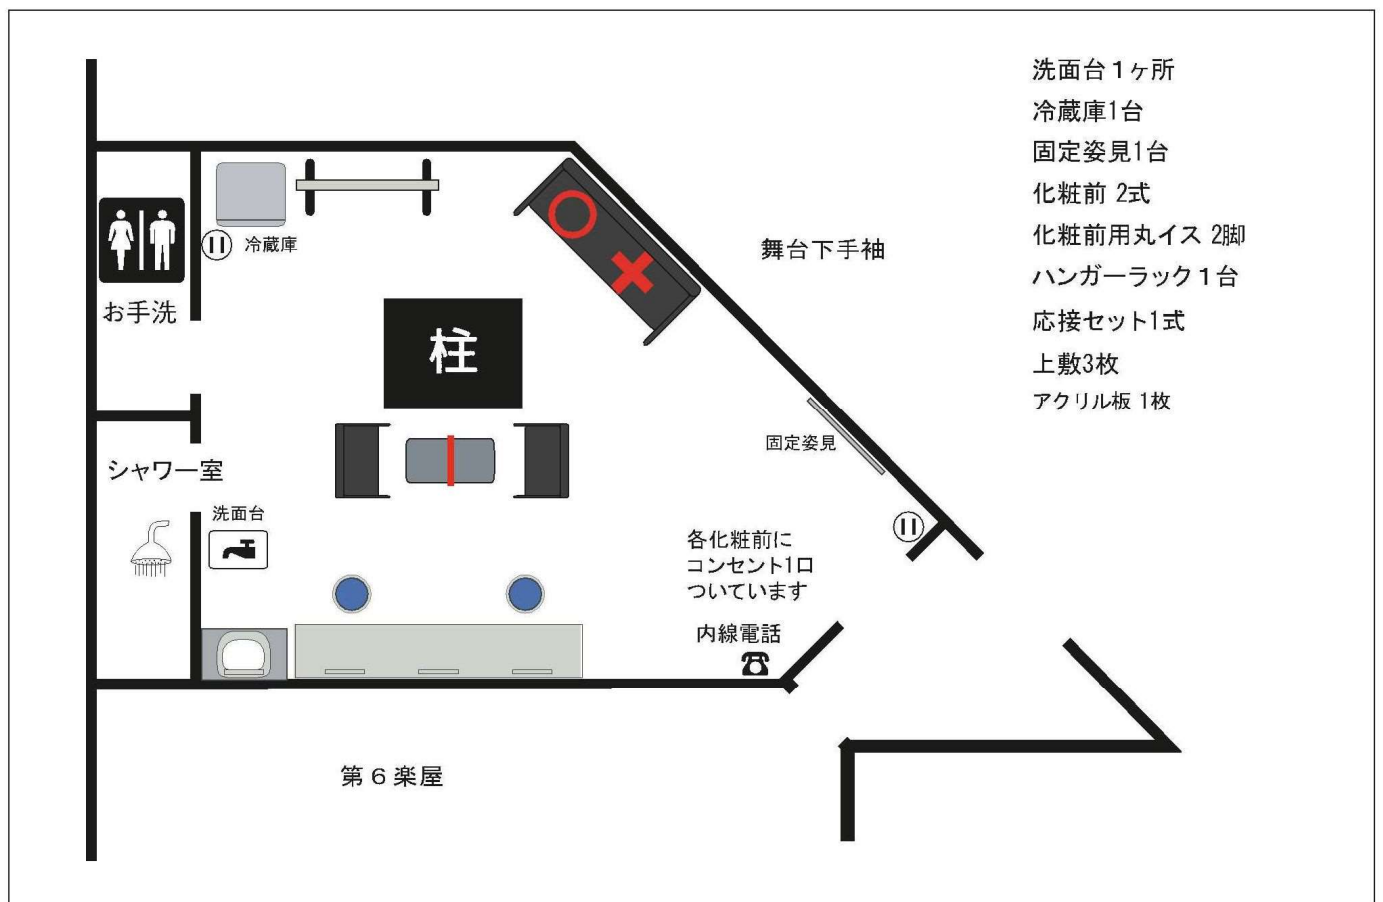 洗面台１ヶ所
冷蔵庫1台
固定姿見1台
化粧前 2式
化粧前用丸イス 2脚
ハンガーラック１台
応接セット1式
上敷3枚
アクリル板 1枚
冷蔵庫
お手洗
舞台下手袖
柱
固定姿見
シャワー室
洗面台
各化粧前に
コンセント1口
ついています
内線電話
第６楽屋